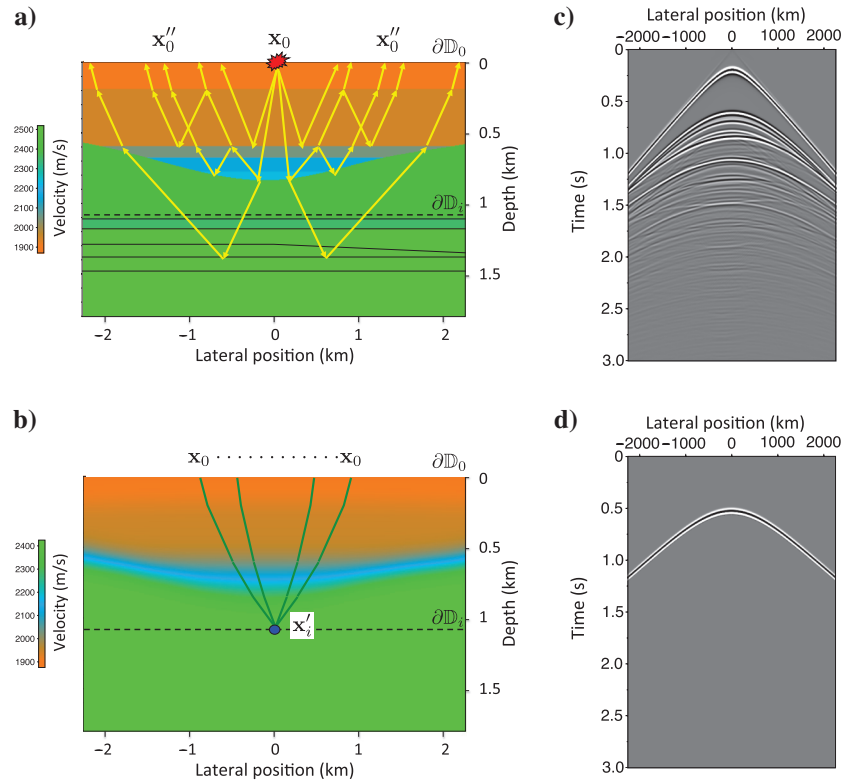 a)
x₀″ x₀ x₀″ ∂𝔻₀
0
0.5
1
1.5
Depth (km)
∂𝔻ᵢ
2500
2400
2300
2200
2100
2000
1900
Velocity (m/s)
−2 −1 0 1 2
Lateral position (km)
c)
Lateral position (km)
−2000 −1000 0 1000 2000
0
0.5
1.0
1.5
2.0
2.5
3.0
Time (s)
b)
x₀ · · · · · · · · · · · x₀ ∂𝔻₀
0
0.5
1
1.5
Depth (km)
x′ᵢ
∂𝔻ᵢ
2400
2300
2200
2100
2000
1900
Velocity (m/s)
−2 −1 0 1 2
Lateral position (km)
d)
Lateral position (km)
−2000 −1000 0 1000 2000
0
0.5
1.0
1.5
2.0
2.5
3.0
Time (s)